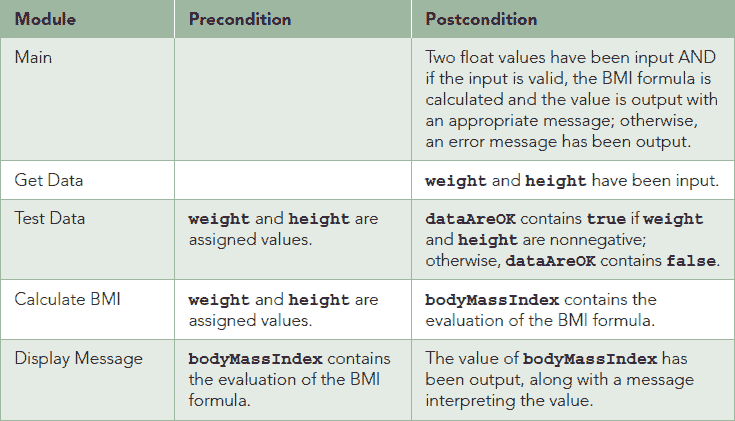 Module Precondition Postcondition
Main Two float values have been input AND
if the input is valid, the BMI formula is
calculated and the value is output with
an appropriate message; otherwise,
an error message has been output.
Get Data weight and height have been input.
Test Data weight and height are dataAreOK contains true if weight
assigned values. and height are nonnegative;
otherwise, dataAreOK contains false.
Calculate BMI weight and height are bodyMassIndex contains the
assigned values. evaluation of the BMI formula.
Display Message bodyMassIndex contains The value of bodyMassIndex has
the evaluation of the BMI been output, along with a message
formula. interpreting the value.